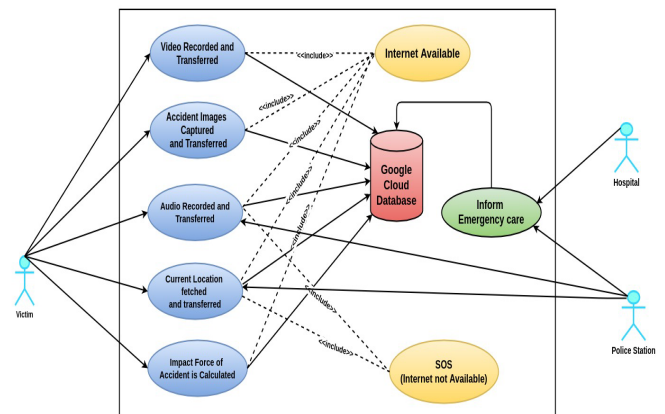 Video Recorded and
Transferred
<<include>>
Internet Available
<<include>>
Accident Images
Captured
and Transferred
<<include>>
Google
Cloud
Database
Hospital
<<include>>
Audio Recorded and
Transferred
Inform
Emergency care
<<include>>
Current Location
fetched
and transferred
<<include>>
Victim
Police Station
<<include>>
Impact Force of
Accident is Calculated
SOS
(Internet not Available)